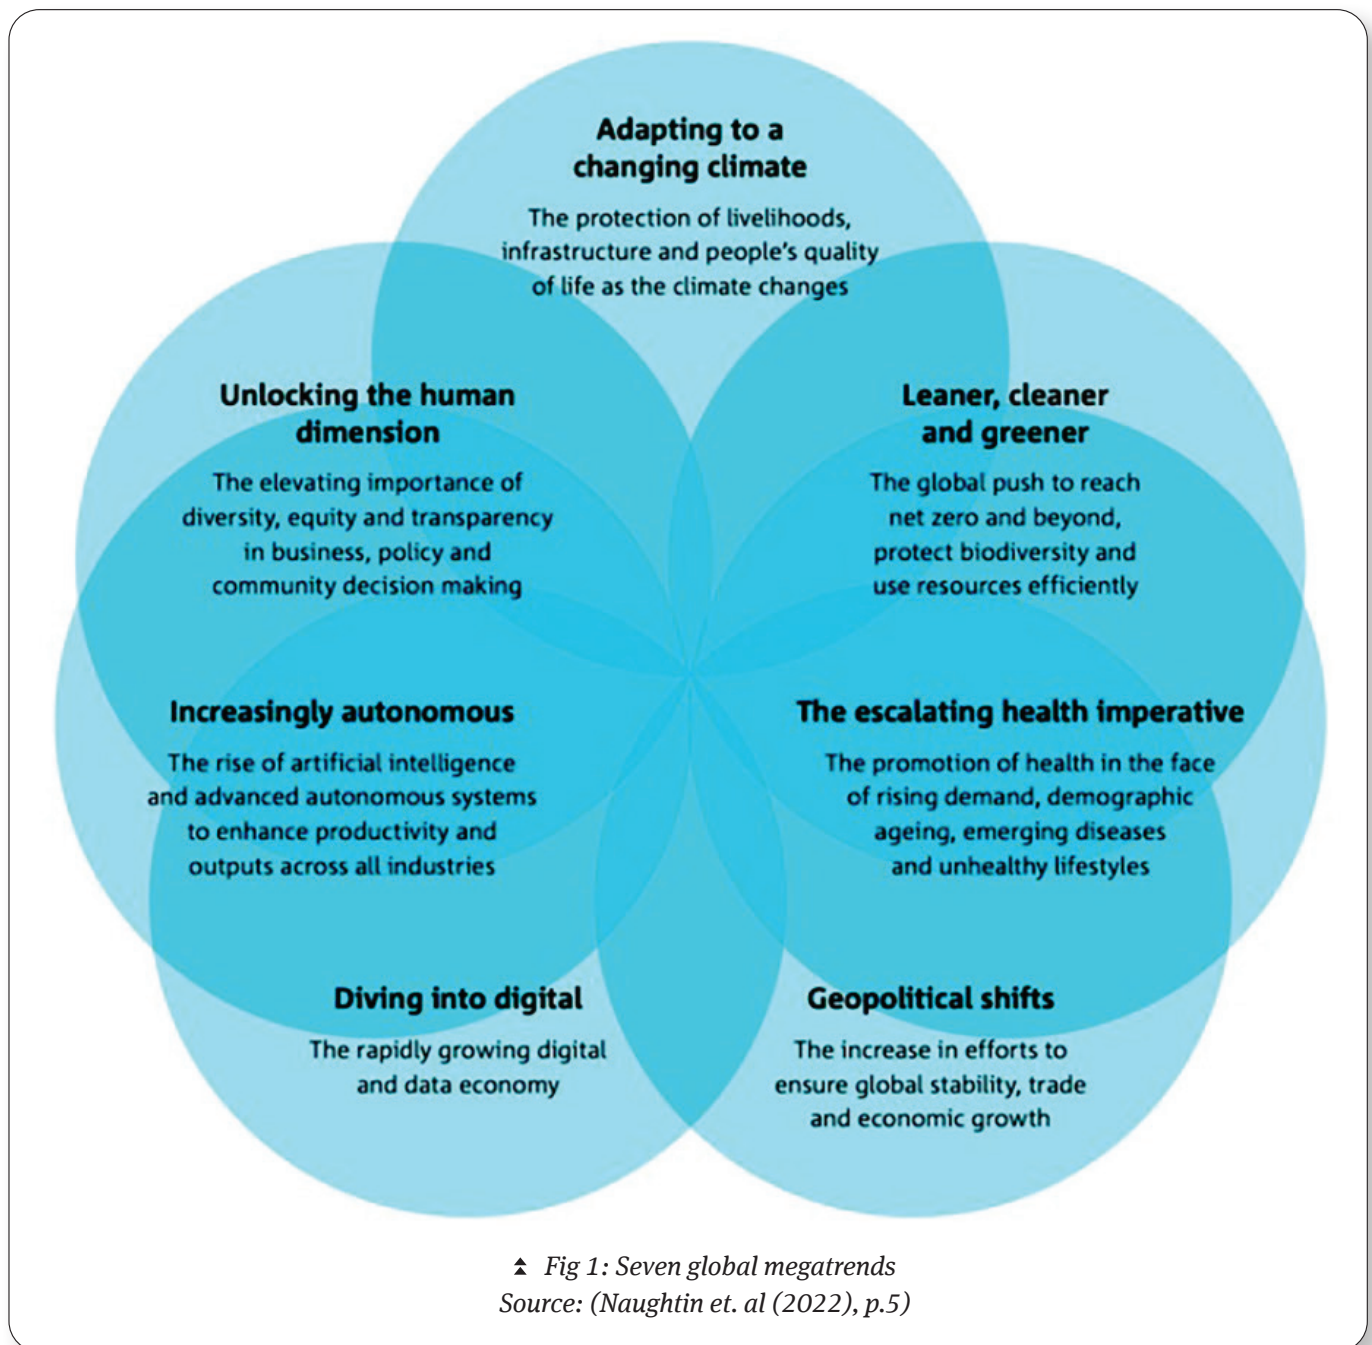 Adapting to a
changing climate
The protection of livelihoods,
infrastructure and people's quality
of life as the climate changes
Unlocking the human
dimension
The elevating importance of
diversity, equity and transparency
in business, policy and
community decision making
Leaner, cleaner
and greener
The global push to reach
net zero and beyond,
protect biodiversity and
use resources efficiently
Increasingly autonomous
The rise of artificial intelligence
and advanced autonomous systems
to enhance productivity and
outputs across all industries
The escalating health imperative
The promotion of health in the face
of rising demand, demographic
ageing, emerging diseases
and unhealthy lifestyles
Diving into digital
The rapidly growing digital
and data economy
Geopolitical shifts
The increase in efforts to
ensure global stability, trade
and economic growth
Fig 1: Seven global megatrends
Source: (Naughtin et. al (2022), p.5)